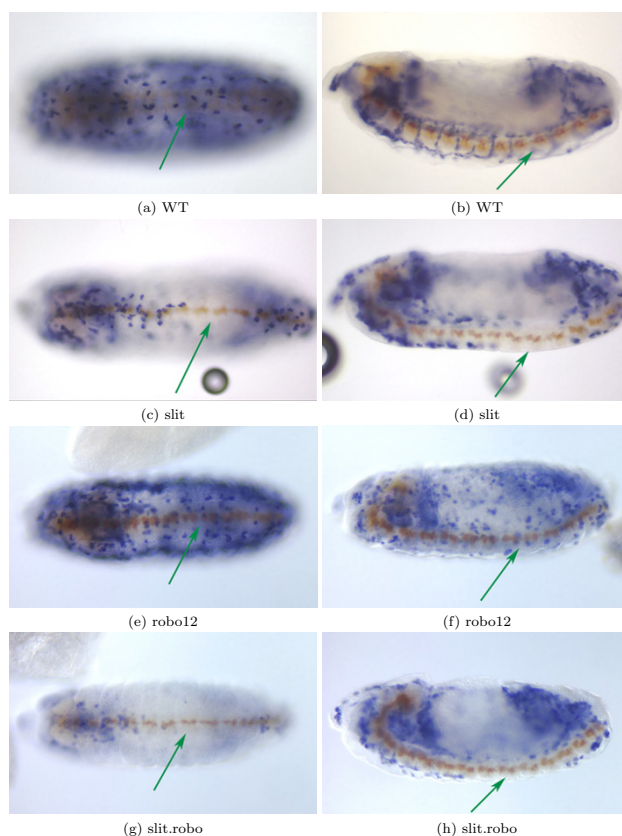 (a) WT
(b) WT
(c) slit
(d) slit
(e) robo12
(f) robo12
(g) slit.robo
(h) slit.robo